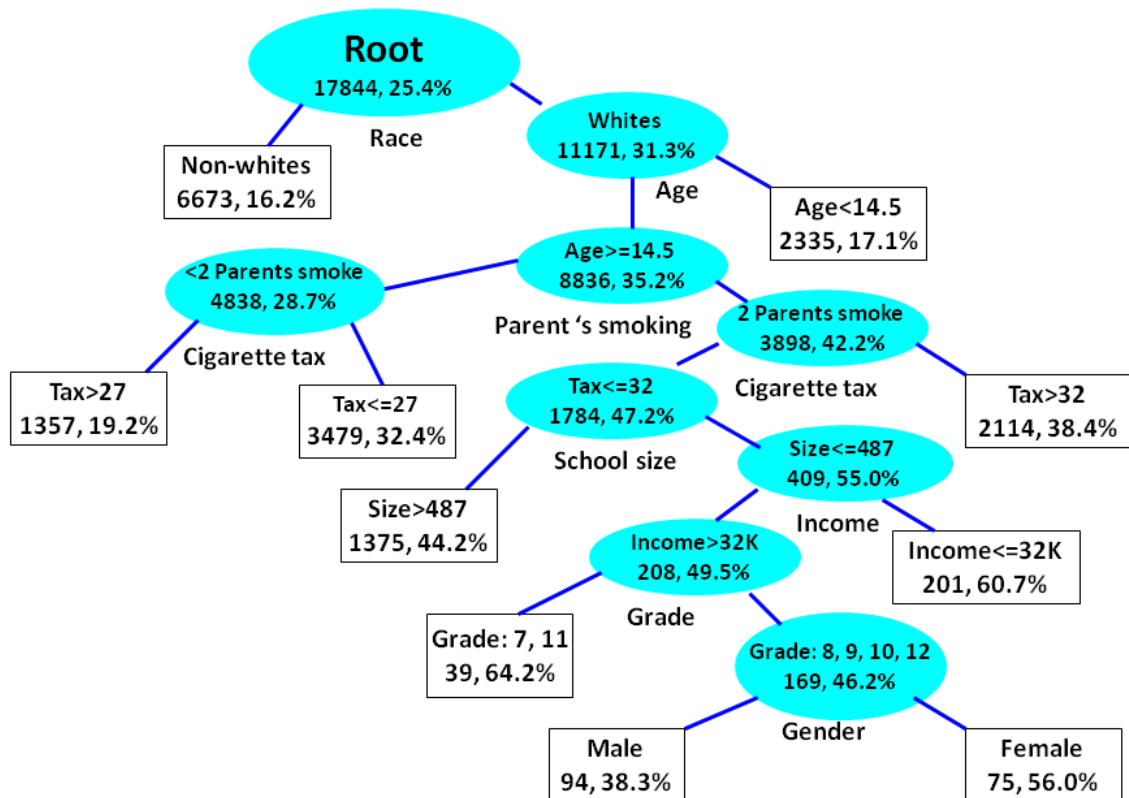 Root
17844, 25.4%
Race
Whites
11171, 31.3%
Age
Non-whites
6673, 16.2%
Age<14.5
2335, 17.1%
Age>=14.5
8836, 35.2%
Parent ‘s smoking
<2 Parents smoke
4838, 28.7%
Cigarette tax
2 Parents smoke
3898, 42.2%
Cigarette tax
Tax>27
1357, 19.2%
Tax<=27
3479, 32.4%
Tax<=32
1784, 47.2%
School size
Tax>32
2114, 38.4%
Size>487
1375, 44.2%
Size<=487
409, 55.0%
Income
Income>32K
208, 49.5%
Grade
Income<=32K
201, 60.7%
Grade: 7, 11
39, 64.2%
Grade: 8, 9, 10, 12
169, 46.2%
Gender
Male
94, 38.3%
Female
75, 56.0%